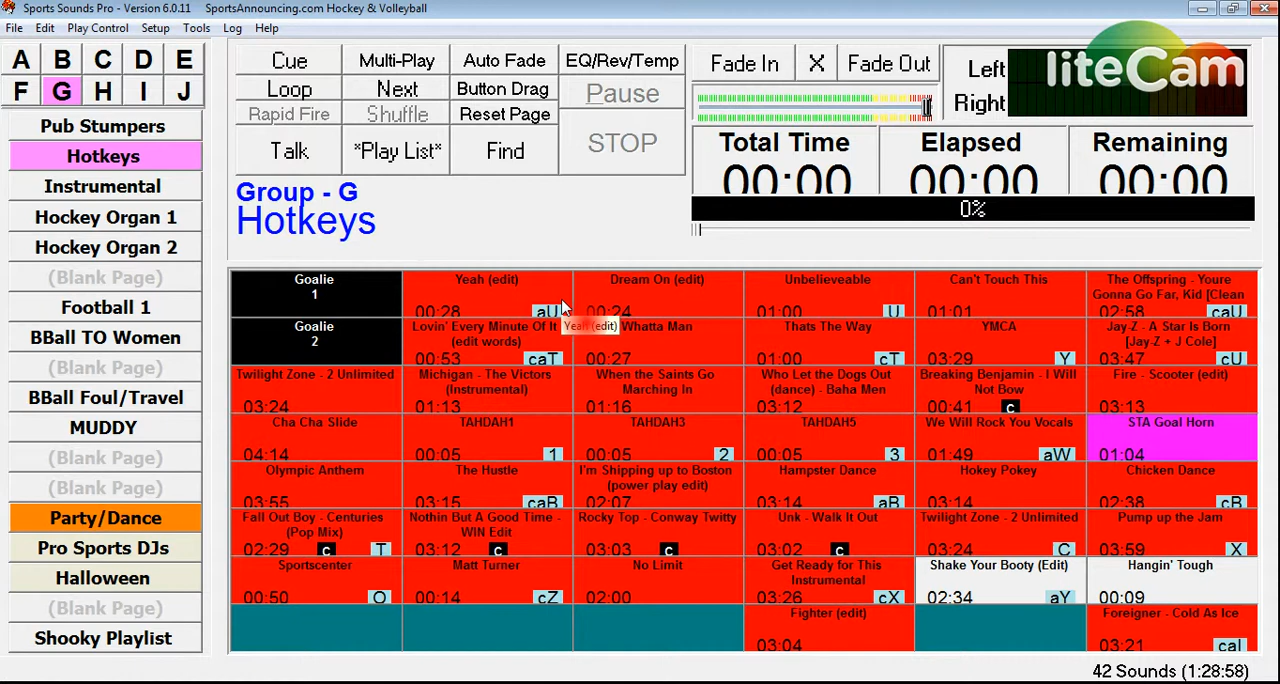 Sports Sounds Pro - Version 6.0.11 SportsAnnouncing.com Hockey & Volleyball
File Edit Play Control Setup Tools Log Help
A B C D E
F G H I J
Pub Stumpers
Hotkeys
Instrumental
Hockey Organ 1
Hockey Organ 2
(Blank Page)
Football 1
BBall TO Women
(Blank Page)
BBall Foul/Travel
MUDDY
(Blank Page)
(Blank Page)
Party/Dance
Pro Sports DJs
Halloween
(Blank Page)
Shooky Playlist
Cue Multi-Play Auto Fade EQ/Rev/Temp
Loop Next Button Drag Pause
Rapid Fire Shuffle Reset Page
Talk *Play List* Find STOP
Fade In X Fade Out
Left
Right
liteCam
Total Time Elapsed Remaining
00:00 00:00 00:00
0%
Group - G
Hotkeys
Goalie
1
Yeah (edit)
00:28 aU
Dream On (edit)
00:24
Unbelieveable
01:00 U
Can't Touch This
01:01
The Offspring - Youre
Gonna Go Far, Kid [Clean
02:58 caU
Yeah (edit)
Goalie
2
Lovin' Every Minute Of It
(edit words)
00:53 caT
Whatta Man
00:27
Thats The Way
01:00 cT
YMCA
03:29 Y
Jay-Z - A Star Is Born
[Jay-Z + J Cole]
03:47 cU
Twilight Zone - 2 Unlimited
03:24
Michigan - The Victors
(Instrumental)
01:13
When the Saints Go
Marching In
01:16
Who Let the Dogs Out
(dance) - Baha Men
03:12
Breaking Benjamin - I Will
Not Bow
00:41 c
Fire - Scooter (edit)
03:13
Cha Cha Slide
04:14
TAHDAH1
00:05 1
TAHDAH3
00:05 2
TAHDAH5
00:05 3
We Will Rock You Vocals
01:49 aW
STA Goal Horn
01:04
Olympic Anthem
03:55
The Hustle
03:15 caB
I'm Shipping up to Boston
(power play edit)
02:07
Hampster Dance
03:14 aB
Hokey Pokey
03:14
Chicken Dance
02:38 cB
Fall Out Boy - Centuries
(Pop Mix)
02:29 c T
Nothin But A Good Time -
WIN Edit
03:12 c
Rocky Top - Conway Twitty
03:03 c
Unk - Walk It Out
03:02 c
Twilight Zone - 2 Unlimited
03:24 C
Pump up the Jam
03:59 X
Sportscenter
00:50 O
Matt Turner
00:14 cZ
No Limit
02:00
Get Ready for This
Instrumental
03:26 cX
Shake Your Booty (Edit)
02:34 aY
Hangin' Tough
00:09
Fighter (edit)
03:04
Foreigner - Cold As Ice
03:21 caI
42 Sounds (1:28:58)